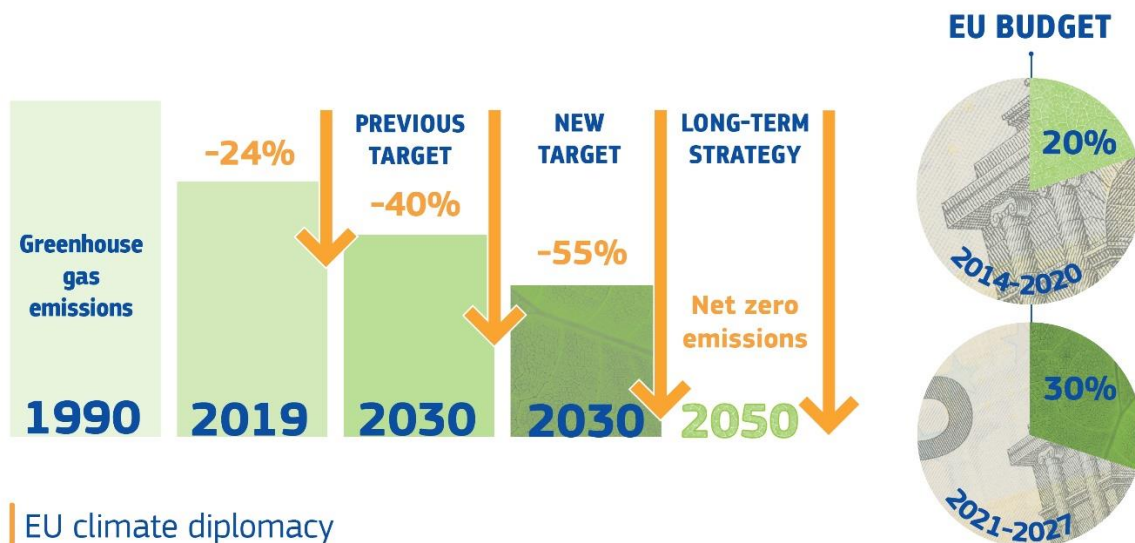 EU BUDGET
20%
2014-2020
30%
2021-2027
Greenhouse
gas
emissions
1990
-24%
2019
PREVIOUS
TARGET
-40%
2030
NEW
TARGET
-55%
2030
LONG-TERM
STRATEGY
Net zero
emissions
2050
EU climate diplomacy